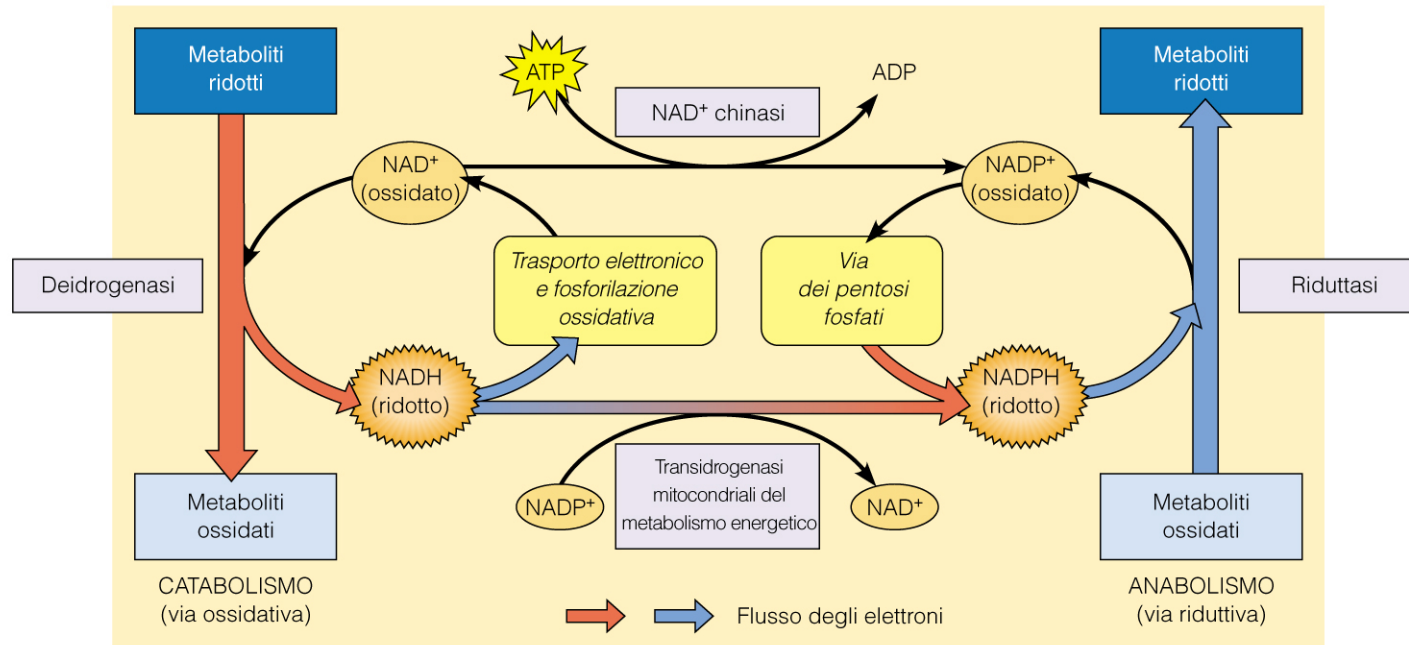 Metaboliti
ridotti
ATP
ADP
Metaboliti
ridotti
NAD⁺ chinasi
NAD⁺
(ossidato)
NADP⁺
(ossidato)
Deidrogenasi
Trasporto elettronico
e fosforilazione
ossidativa
Via
dei pentosi
fosfati
Riduttasi
NADH
(ridotto)
NADPH
(ridotto)
Metaboliti
ossidati
NADP⁺
Transidrogenasi
mitocondriali del
metabolismo energetico
NAD⁺
Metaboliti
ossidati
CATABOLISMO
(via ossidativa)
Flusso degli elettroni
ANABOLISMO
(via riduttiva)